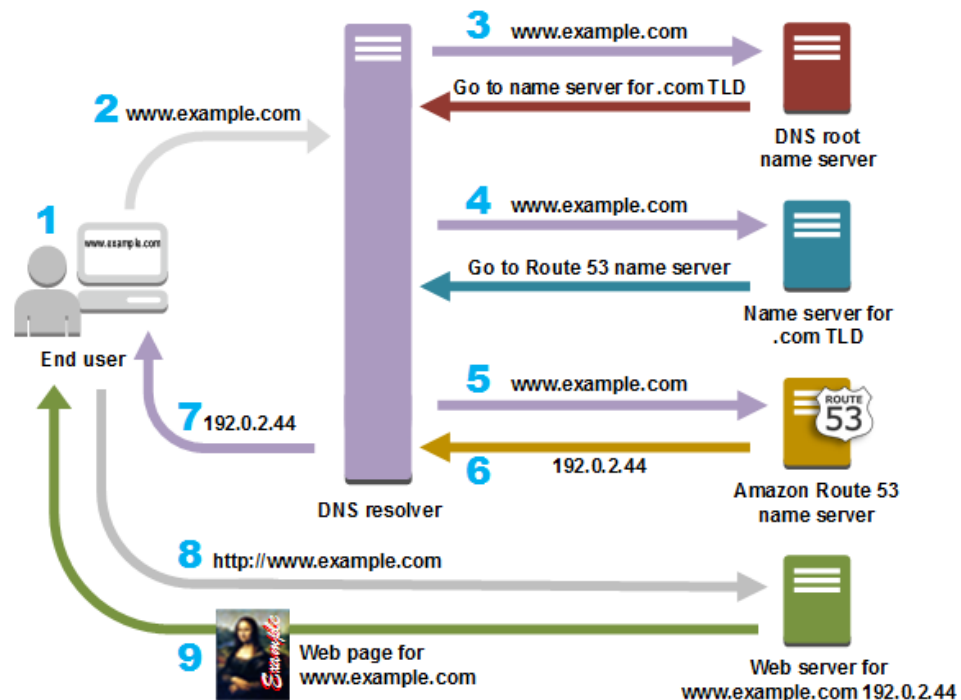 3 www.example.com
Go to name server for .com TLD
DNS root
name server
2 www.example.com
1
www.example.com
End user
4 www.example.com
Go to Route 53 name server
Name server for
.com TLD
5 www.example.com
ROUTE
53
6
192.0.2.44
Amazon Route 53
name server
7 192.0.2.44
DNS resolver
8 http://www.example.com
9
Example
Web page for
www.example.com
Web server for
www.example.com 192.0.2.44